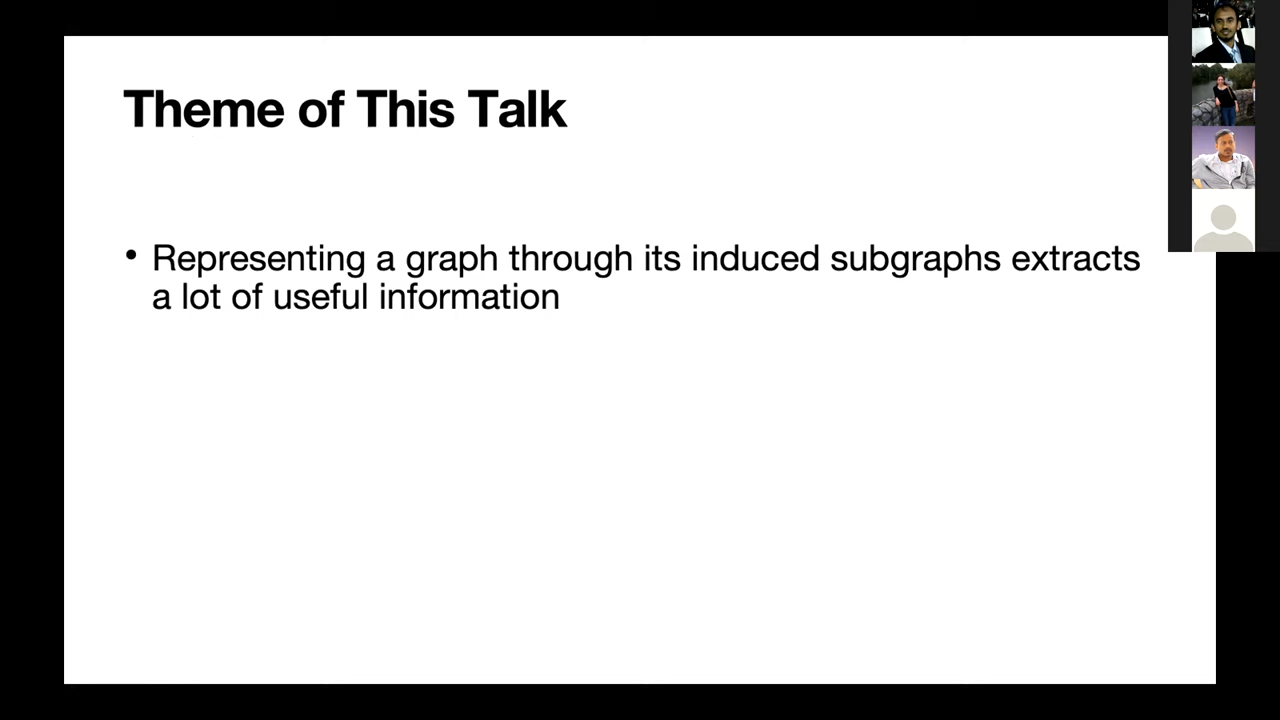 Theme of This Talk
• Representing a graph through its induced subgraphs extracts
a lot of useful information